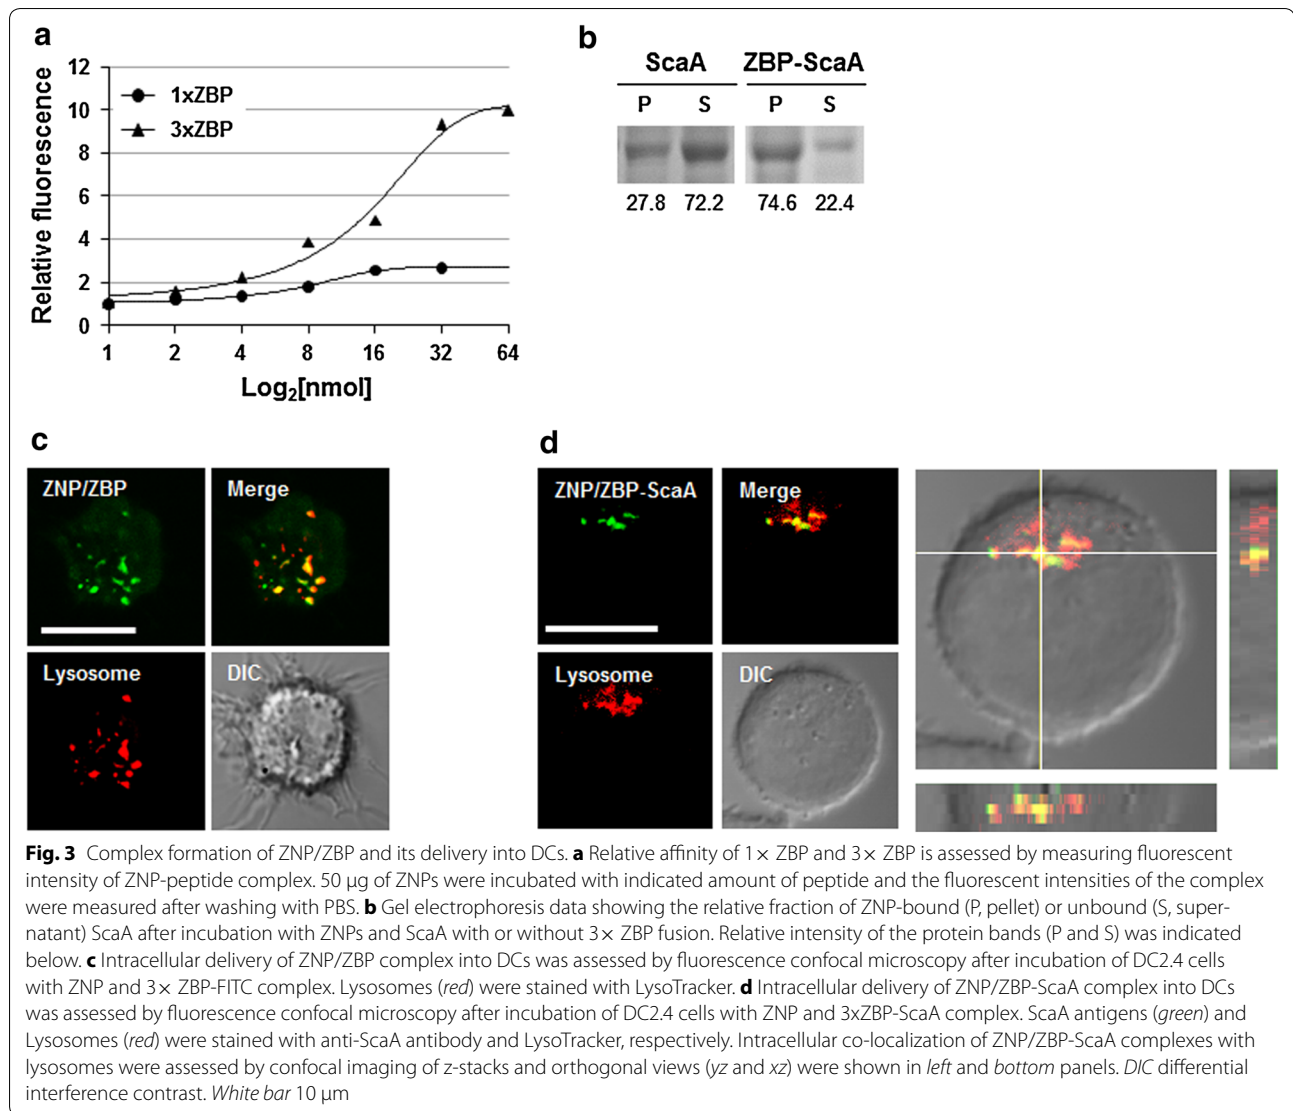 a
12
10
8
6
4
2
0
Relative fluorescence
1xZBP
3xZBP
1 2 4 8 16 32 64
Log2[nmol]
b
ScaA ZBP-ScaA
P S P S
27.8 72.2 74.6 22.4
c
ZNP/ZBP Merge
Lysosome DIC
d
ZNP/ZBP-ScaA Merge
Lysosome DIC
Fig. 3 Complex formation of ZNP/ZBP and its delivery into DCs. a Relative affinity of 1× ZBP and 3× ZBP is assessed by measuring fluorescent
intensity of ZNP-peptide complex. 50 μg of ZNPs were incubated with indicated amount of peptide and the fluorescent intensities of the complex
were measured after washing with PBS. b Gel electrophoresis data showing the relative fraction of ZNP-bound (P, pellet) or unbound (S, super-
natant) ScaA after incubation with ZNPs and ScaA with or without 3× ZBP fusion. Relative intensity of the protein bands (P and S) was indicated
below. c Intracellular delivery of ZNP/ZBP complex into DCs was assessed by fluorescence confocal microscopy after incubation of DC2.4 cells
with ZNP and 3× ZBP-FITC complex. Lysosomes (red) were stained with LysoTracker. d Intracellular delivery of ZNP/ZBP-ScaA complex into DCs
was assessed by fluorescence confocal microscopy after incubation of DC2.4 cells with ZNP and 3xZBP-ScaA complex. ScaA antigens (green) and
Lysosomes (red) were stained with anti-ScaA antibody and LysoTracker, respectively. Intracellular co-localization of ZNP/ZBP-ScaA complexes with
lysosomes were assessed by confocal imaging of z-stacks and orthogonal views (yz and xz) were shown in left and bottom panels. DIC differential
interference contrast. White bar 10 μm